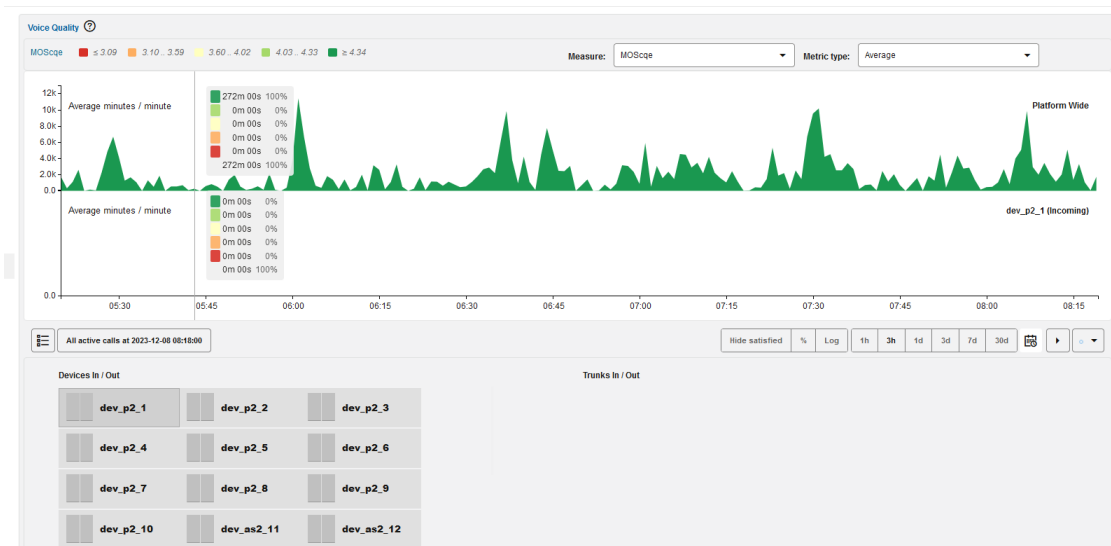 Voice Quality ?
MOScqe ≤ 3.09 3.10 .. 3.59 3.60 .. 4.02 4.03 .. 4.33 ≥ 4.34
Measure: MOScqe Metric type: Average
12k
10k
8.0k
6.0k
4.0k
2.0k
0.0
Average minutes / minute
Platform Wide
272m 00s 100%
0m 00s 0%
0m 00s 0%
0m 00s 0%
0m 00s 0%
272m 00s 100%
Average minutes / minute
dev_p2_1 (Incoming)
0m 00s 0%
0m 00s 0%
0m 00s 0%
0m 00s 0%
0m 00s 0%
0m 00s 100%
0.0
05:30 05:45 06:00 06:15 06:30 06:45 07:00 07:15 07:30 07:45 08:00 08:15
All active calls at 2023-12-08 08:18:00
Hide satisfied % Log 1h 3h 1d 3d 7d 30d
Devices In / Out
Trunks In / Out
dev_p2_1 dev_p2_2 dev_p2_3
dev_p2_4 dev_p2_5 dev_p2_6
dev_p2_7 dev_p2_8 dev_p2_9
dev_p2_10 dev_as2_11 dev_as2_12